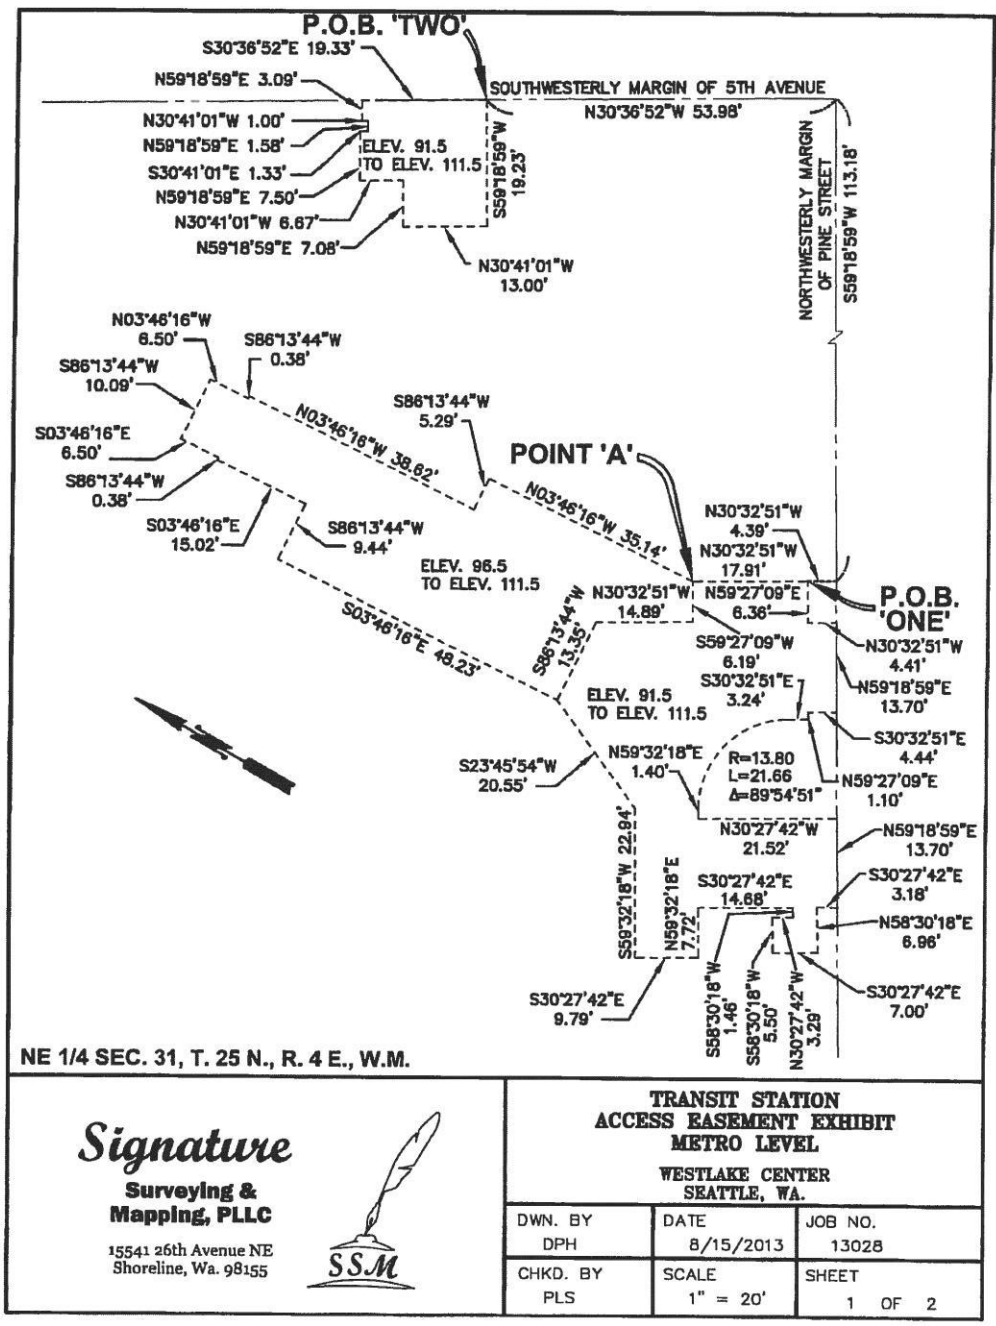 P.O.B. 'TWO'
S30°36'52"E 19.33'
N59°18'59"E 3.09'
SOUTHWESTERLY MARGIN OF 5TH AVENUE
N30°36'52"W 53.98'
N30°41'01"W 1.00'
N59°18'59"E 1.58'
S30°41'01"E 1.33'
N59°18'59"E 7.50'
N30°41'01"W 6.67'
N59°18'59"E 7.08'
ELEV. 91.5
TO ELEV. 111.5
S59°18'59"W
19.23'
N30°41'01"W
13.00'
NORTHWESTERLY MARGIN
OF PINE STREET
S59°18'59"W 113.18'
N03°46'16"W
6.50'
S86°13'44"W
0.38'
S86°13'44"W
10.09'
S03°46'16"E
6.50'
S86°13'44"W
0.38'
S03°46'16"E
15.02'
N03°46'16"W 38.62'
S86°13'44"W
5.29'
S86°13'44"W
9.44'
POINT 'A'
N03°46'16"W 35.14'
ELEV. 96.5
TO ELEV. 111.5
S03°46'16"E 48.23'
S86°13'44"W
13.35'
N30°32'51"W
4.39'
N30°32'51"W
17.91'
N30°32'51"W
14.89'
N59°27'09"E
6.36'
P.O.B.
'ONE'
S59°27'09"W
6.19'
N30°32'51"W
4.41'
S30°32'51"E
3.24'
N59°18'59"E
13.70'
ELEV. 91.5
TO ELEV. 111.5
S30°32'51"E
4.44'
N59°32'18"E
1.40'
R=13.80
L=21.66
Δ=89°54'51"
N59°27'09"E
1.10'
S23°45'54"W
20.55'
N30°27'42"W
21.52'
N59°18'59"E
13.70'
S59°32'18"W 22.94'
N59°32'18"E
7.72'
S30°27'42"E
14.68'
S30°27'42"E
3.18'
N58°30'18"E
6.96'
S30°27'42"E
9.79'
S58°30'18"W
1.46'
S58°30'18"W
5.50'
N30°27'42"W
3.29'
S30°27'42"E
7.00'
NE 1/4 SEC. 31, T. 25 N., R. 4 E., W.M.
Signature
Surveying &
Mapping, PLLC
15541 26th Avenue NE
Shoreline, Wa. 98155
SSM
TRANSIT STATION
ACCESS EASEMENT EXHIBIT
METRO LEVEL
WESTLAKE CENTER
SEATTLE, WA.
DWN. BY
DPH
DATE
8/15/2013
JOB NO.
13028
CHKD. BY
PLS
SCALE
1" = 20'
SHEET
1 OF 2